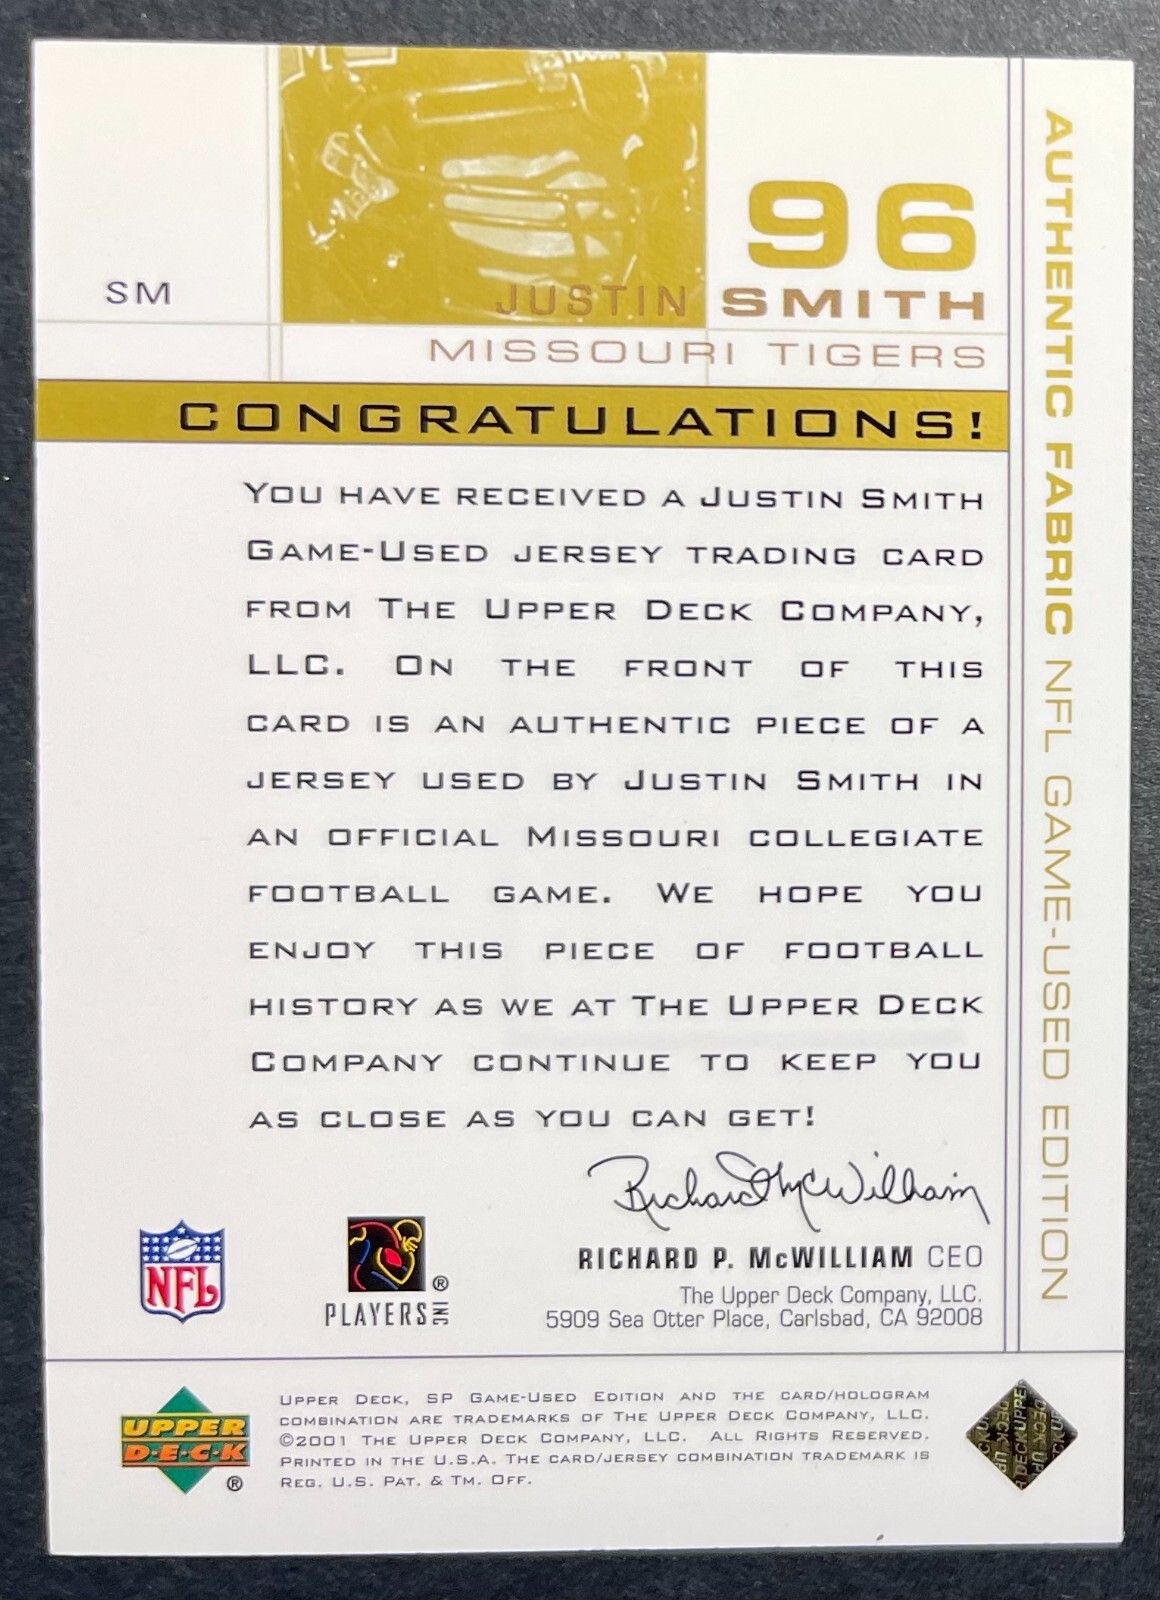 96
SM
JUSTIN SMITH
MISSOURI TIGERS
CONGRATULATIONS!
YOU HAVE RECEIVED A JUSTIN SMITH
GAME-USED JERSEY TRADING CARD
FROM THE UPPER DECK COMPANY,
LLC. ON THE FRONT OF THIS
CARD IS AN AUTHENTIC PIECE OF A
JERSEY USED BY JUSTIN SMITH IN
AN OFFICIAL MISSOURI COLLEGIATE
FOOTBALL GAME. WE HOPE YOU
ENJOY THIS PIECE OF FOOTBALL
HISTORY AS WE AT THE UPPER DECK
COMPANY CONTINUE TO KEEP YOU
AS CLOSE AS YOU CAN GET!
Richard P. McWilliam
RICHARD P. McWILLIAM CEO
The Upper Deck Company, LLC.
5909 Sea Otter Place, Carlsbad, CA 92008
NFL
PLAYERS INC ®
AUTHENTIC FABRIC NFL GAME-USED EDITION
UPPER
D·E·C·K
®
UPPER DECK, SP GAME-USED EDITION AND THE CARD/HOLOGRAM
COMBINATION ARE TRADEMARKS OF THE UPPER DECK COMPANY, LLC.
©2001 THE UPPER DECK COMPANY, LLC. ALL RIGHTS RESERVED.
PRINTED IN THE U.S.A. THE CARD/JERSEY COMBINATION TRADEMARK IS
REG. U.S. PAT. & TM. OFF.